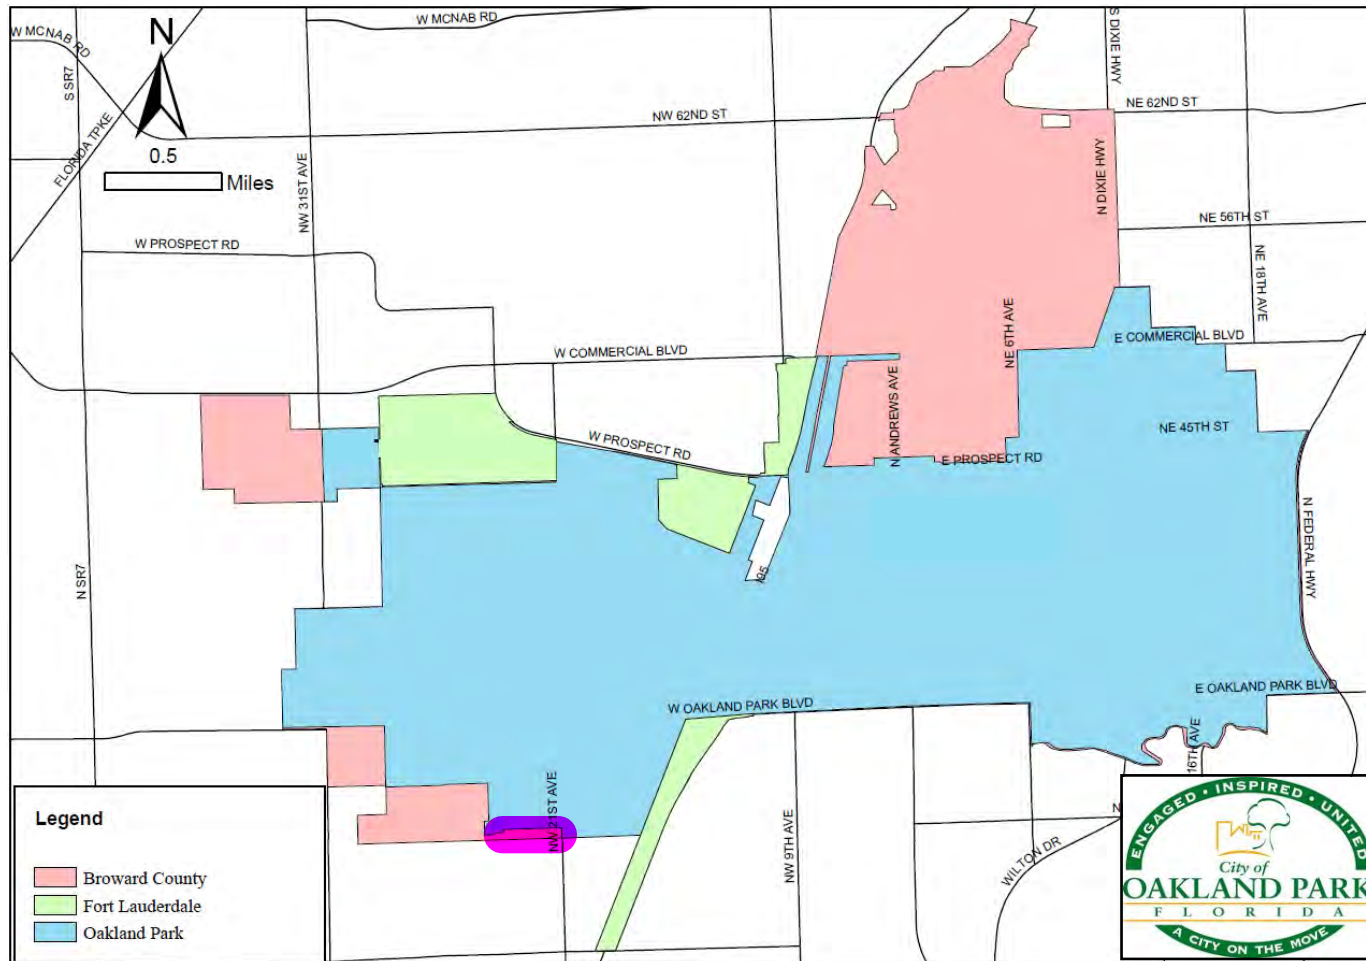 W MCNAB RD
S DIXIE HWY
W MCNAB RD
N
S SR7
NE 62ND ST
NW 62ND ST
FLORIDA TPKE
0.5
Miles
NW 31ST AVE
N DIXIE HWY
NE 56TH ST
W PROSPECT RD
NE 18TH AVE
NE 6TH AVE
E COMMERCIAL BLVD
W COMMERCIAL BLVD
N ANDREWS AVE
NE 45TH ST
W PROSPECT RD
E PROSPECT RD
N FEDERAL HWY
N SR7
I95
E OAKLAND PARK BLVD
W OAKLAND PARK BLVD
16TH AVE
NW 21ST AVE
NW 9TH AVE
N
WILTON DR
Legend
Broward County
Fort Lauderdale
Oakland Park
ENGAGED • INSPIRED • UNITED
City of
OAKLAND PARK
FLORIDA
A CITY ON THE MOVE